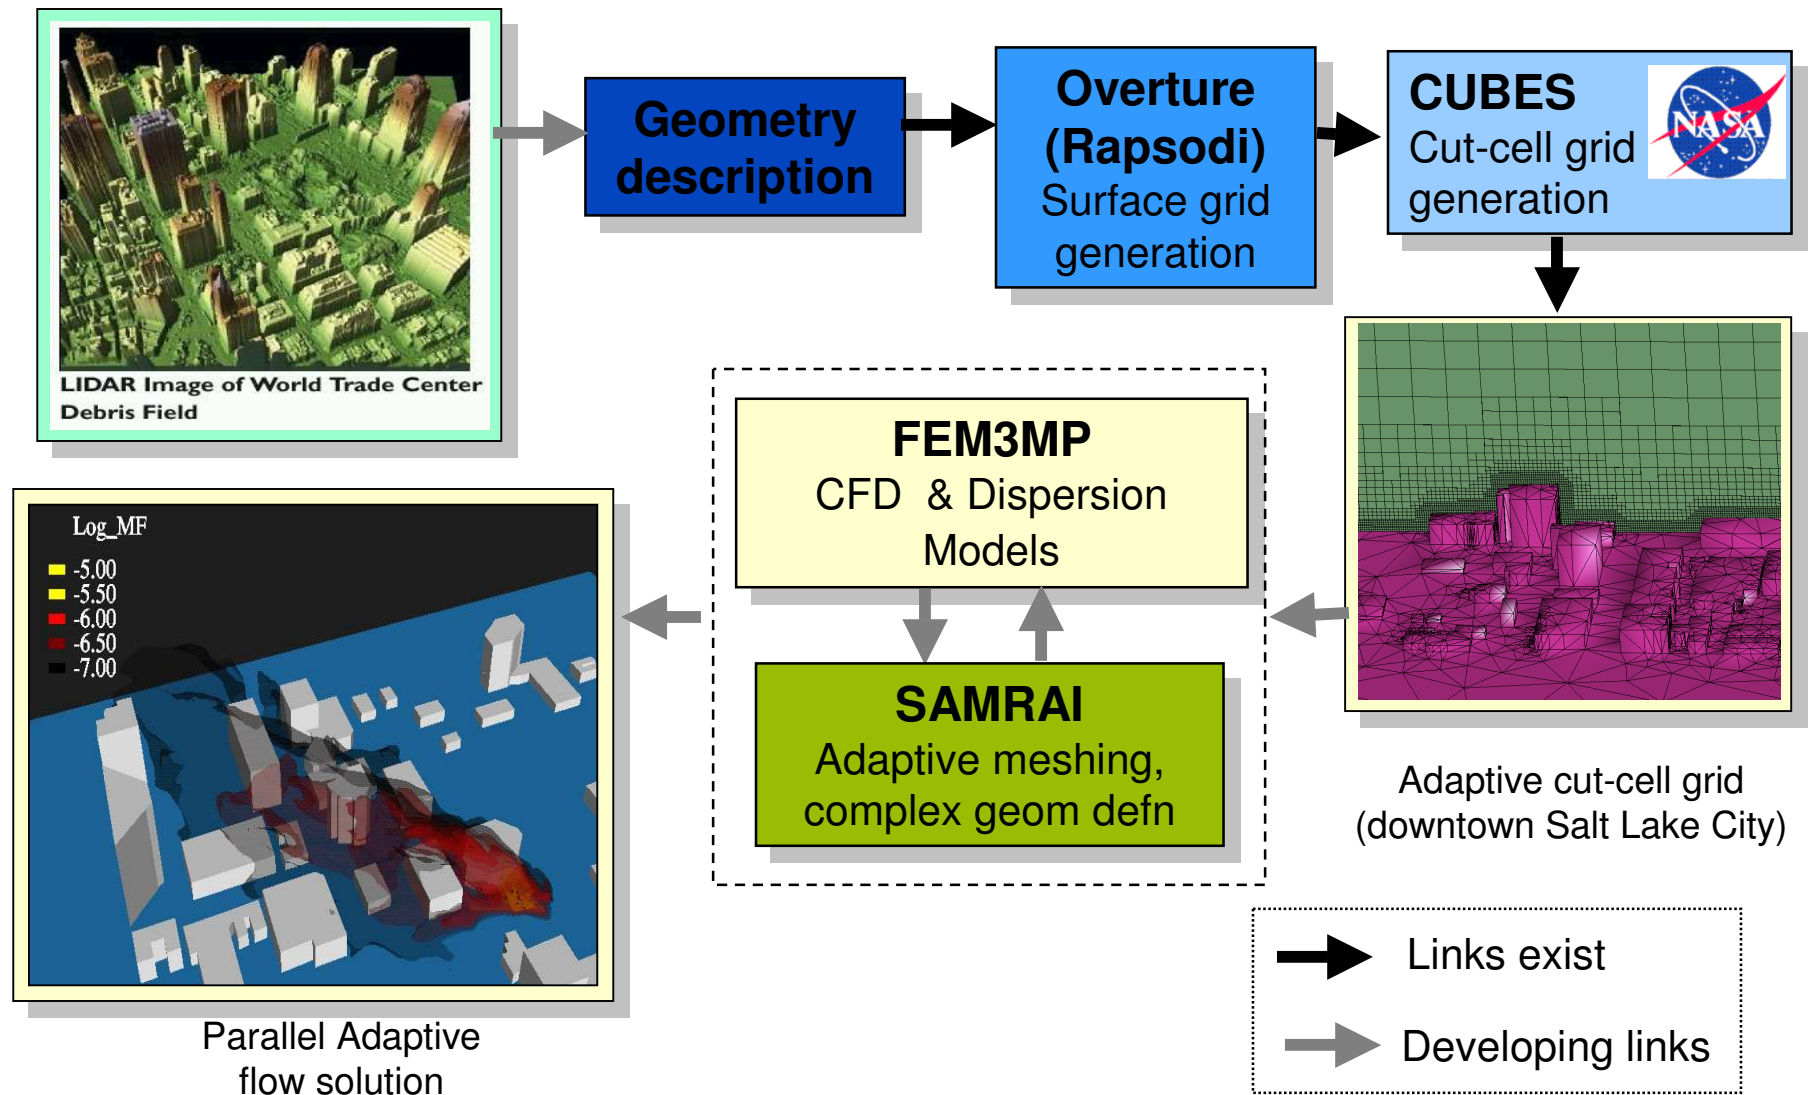 LIDAR Image of World Trade Center
Debris Field
Geometry
description
Overture
(Rapsodi)
Surface grid
generation
CUBES
Cut-cell grid
generation
NASA
FEM3MP
CFD & Dispersion
Models
SAMRAI
Adaptive meshing,
complex geom defn
Adaptive cut-cell grid
(downtown Salt Lake City)
Log_MF
-5.00
-5.50
-6.00
-6.50
-7.00
Parallel Adaptive
flow solution
Links exist
Developing links